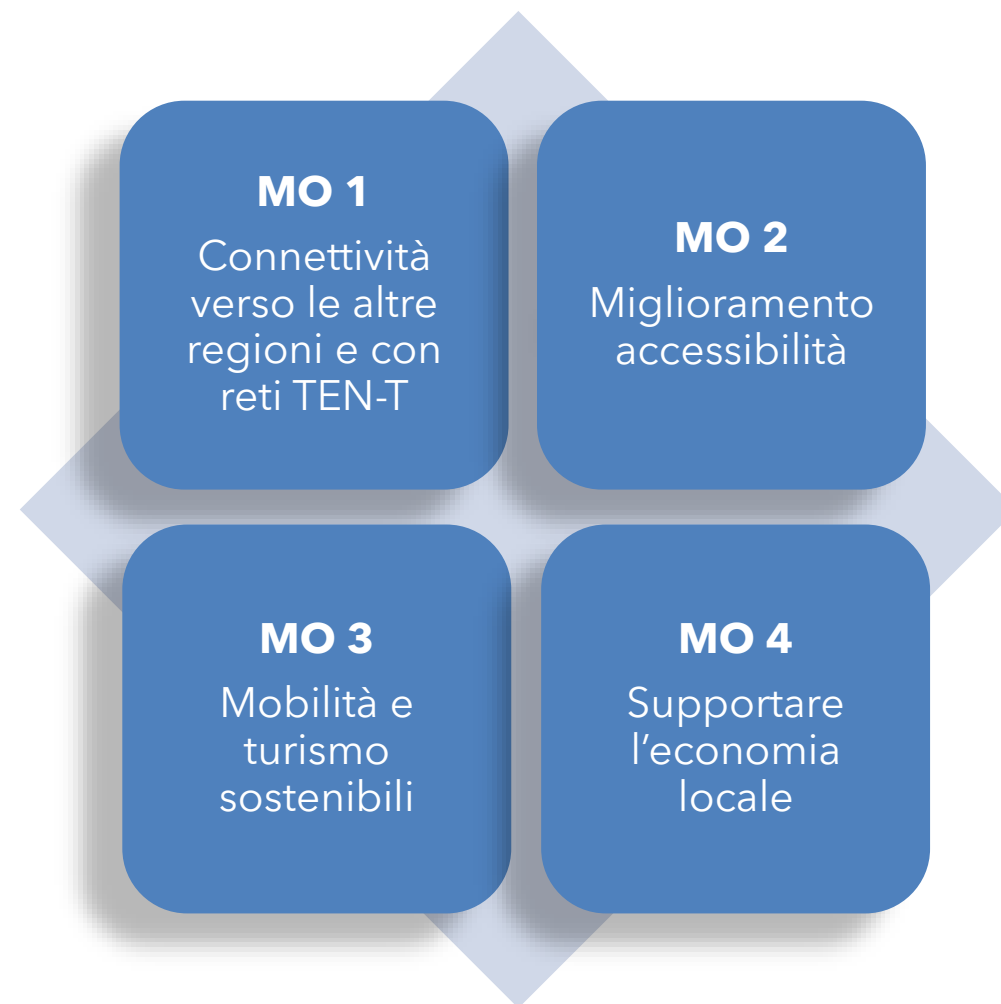 MO 1
Connettività
verso le altre
regioni e con
reti TEN-T
MO 2
Miglioramento
accessibilità
MO 3
Mobilità e
turismo
sostenibili
MO 4
Supportare
l’economia
locale